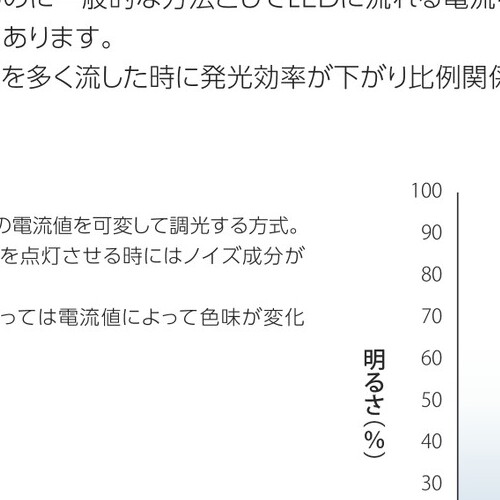 に一般的な方法としてLEDに流れる電流
あります。
を多く流した時に発光効率が下がり比例関係
の電流値を可変して調光する方式。
を点灯させる時にはノイズ成分が
っては電流値によって色味が変化
100
90
80
70
60
50
40
30
明るさ(%)